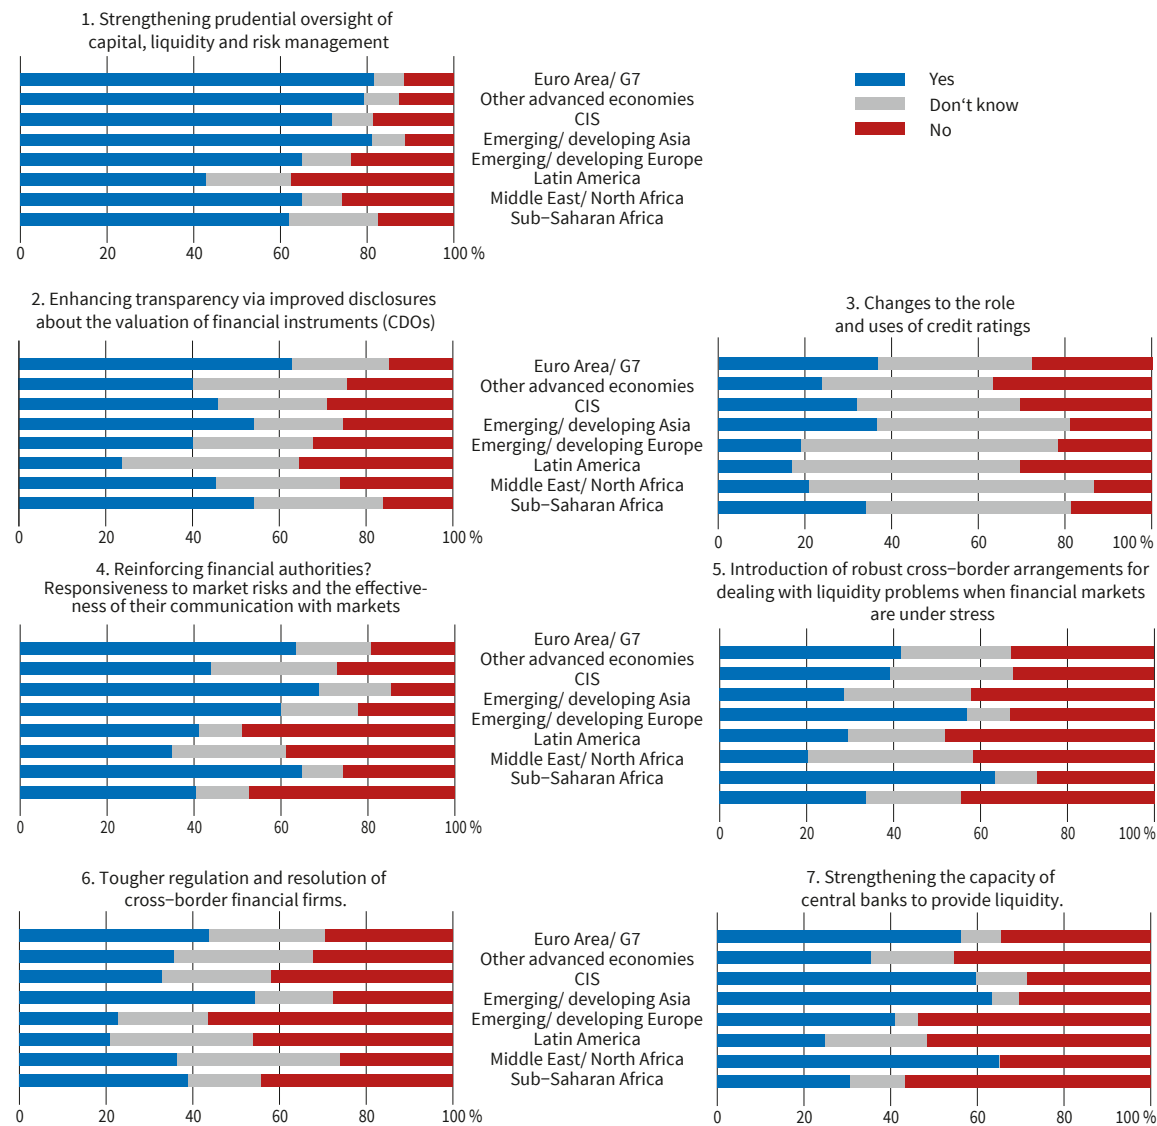 1. Strengthening prudential oversight of
capital, liquidity and risk management
Euro Area/ G7
Other advanced economies
CIS
Emerging/ developing Asia
Emerging/ developing Europe
Latin America
Middle East/ North Africa
Sub−Saharan Africa
0 20 40 60 80 100 %
Yes
Don‘t know
No
2. Enhancing transparency via improved disclosures
about the valuation of financial instruments (CDOs)
3. Changes to the role
and uses of credit ratings
Euro Area/ G7
Other advanced economies
CIS
Emerging/ developing Asia
Emerging/ developing Europe
Latin America
Middle East/ North Africa
Sub−Saharan Africa
0 20 40 60 80 100 %
0 20 40 60 80 100 %
4. Reinforcing financial authorities?
Responsiveness to market risks and the effective-
ness of their communication with markets
5. Introduction of robust cross−border arrangements for
dealing with liquidity problems when financial markets
are under stress
Euro Area/ G7
Other advanced economies
CIS
Emerging/ developing Asia
Emerging/ developing Europe
Latin America
Middle East/ North Africa
Sub−Saharan Africa
0 20 40 60 80 100 %
0 20 40 60 80 100 %
6. Tougher regulation and resolution of
cross−border financial firms.
7. Strengthening the capacity of
central banks to provide liquidity.
Euro Area/ G7
Other advanced economies
CIS
Emerging/ developing Asia
Emerging/ developing Europe
Latin America
Middle East/ North Africa
Sub−Saharan Africa
0 20 40 60 80 100 %
0 20 40 60 80 100 %